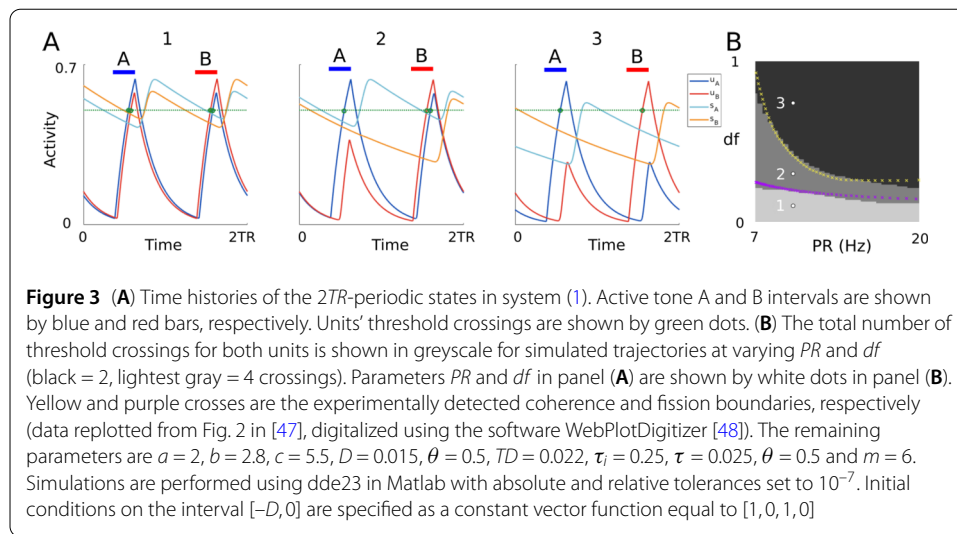 A
1
2
3
B
A
B
A
B
A
B
0.7
Activity
0
0
Time
2TR
0
Time
2TR
0
Time
2TR
u_A
u_B
s_A
s_B
1
df
0
3
2
1
7
PR (Hz)
20
Figure 3 (A) Time histories of the 2TR-periodic states in system (1). Active tone A and B intervals are shown
by blue and red bars, respectively. Units' threshold crossings are shown by green dots. (B) The total number of
threshold crossings for both units is shown in greyscale for simulated trajectories at varying PR and df
(black = 2, lightest gray = 4 crossings). Parameters PR and df in panel (A) are shown by white dots in panel (B).
Yellow and purple crosses are the experimentally detected coherence and fission boundaries, respectively
(data replotted from Fig. 2 in [47], digitalized using the software WebPlotDigitizer [48]). The remaining
parameters are a = 2, b = 2.8, c = 5.5, D = 0.015, θ = 0.5, TD = 0.022, τi = 0.25, τ = 0.025, θ = 0.5 and m = 6.
Simulations are performed using dde23 in Matlab with absolute and relative tolerances set to 10⁻⁷. Initial
conditions on the interval [–D, 0] are specified as a constant vector function equal to [1, 0, 1, 0]